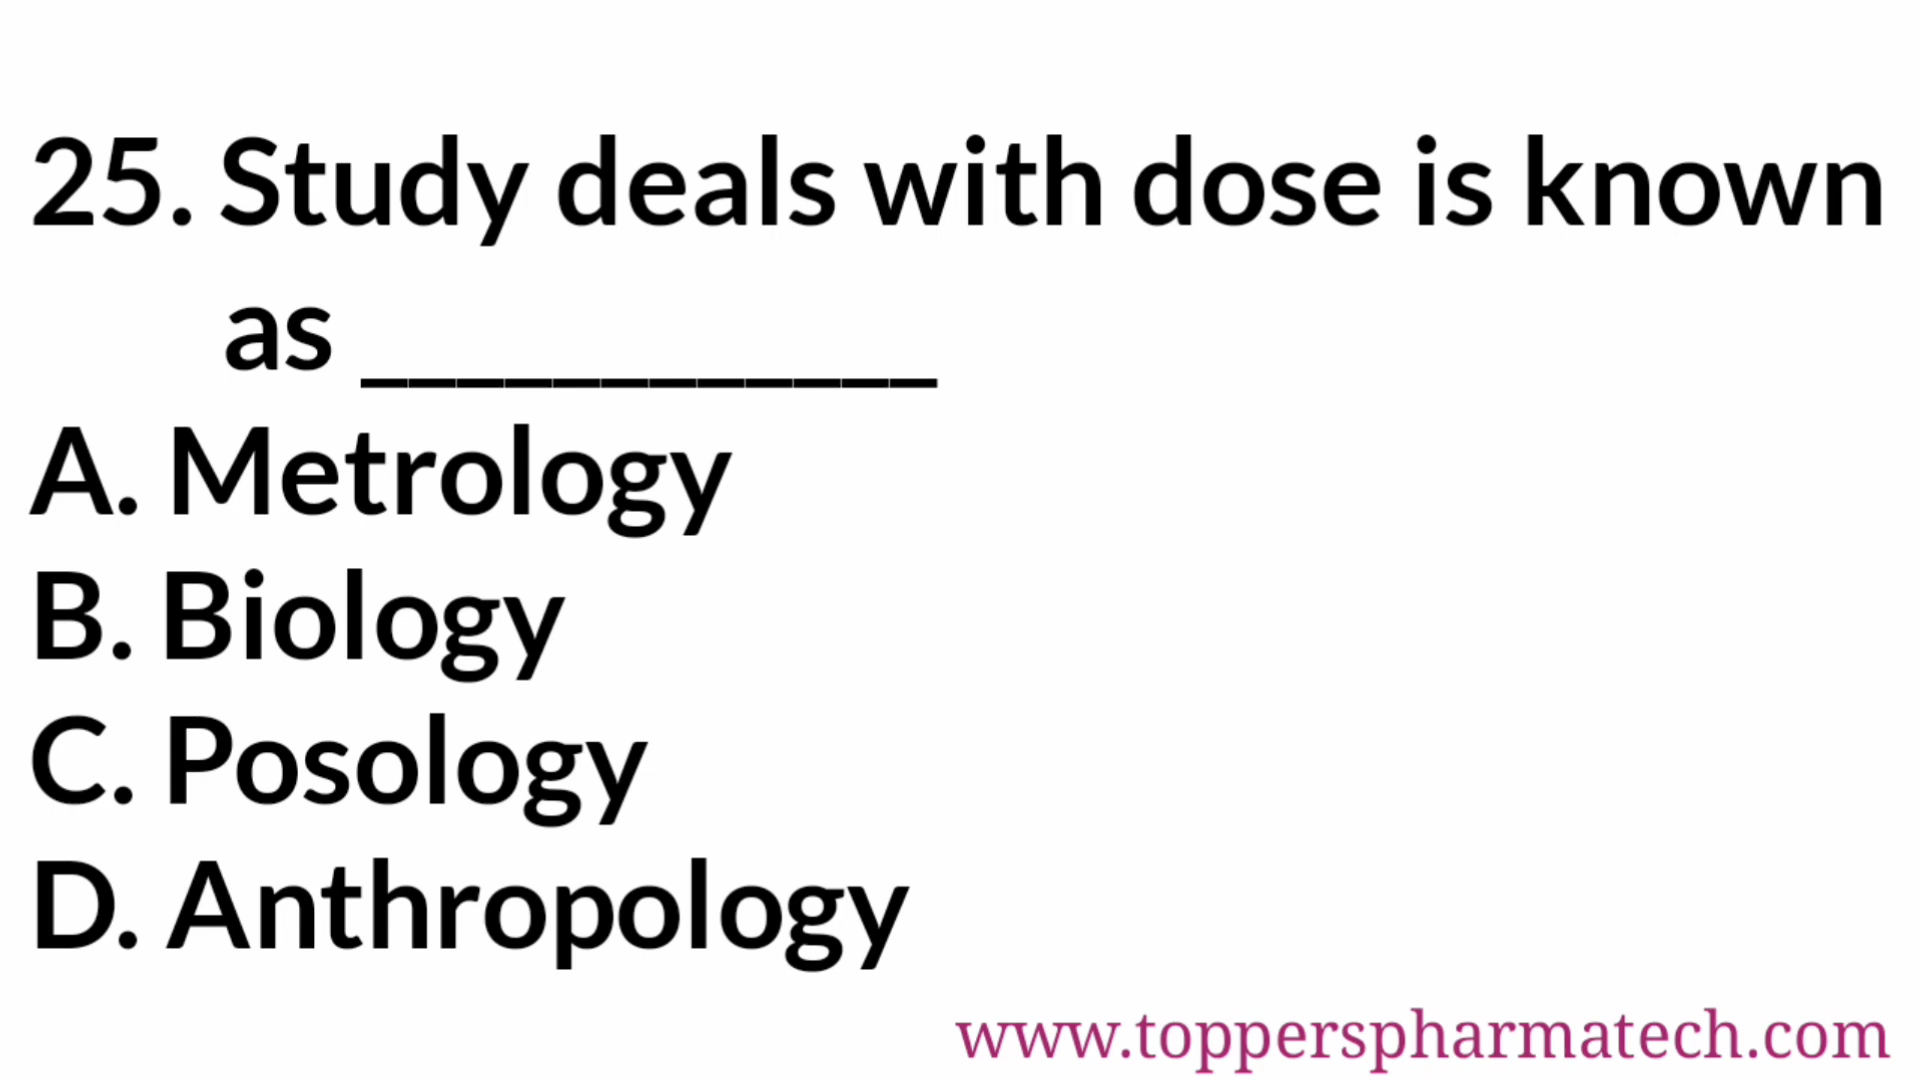 25. Study deals with dose is known
as ____________
A. Metrology
B. Biology
C. Posology
D. Anthropology
www.topperspharmatech.com